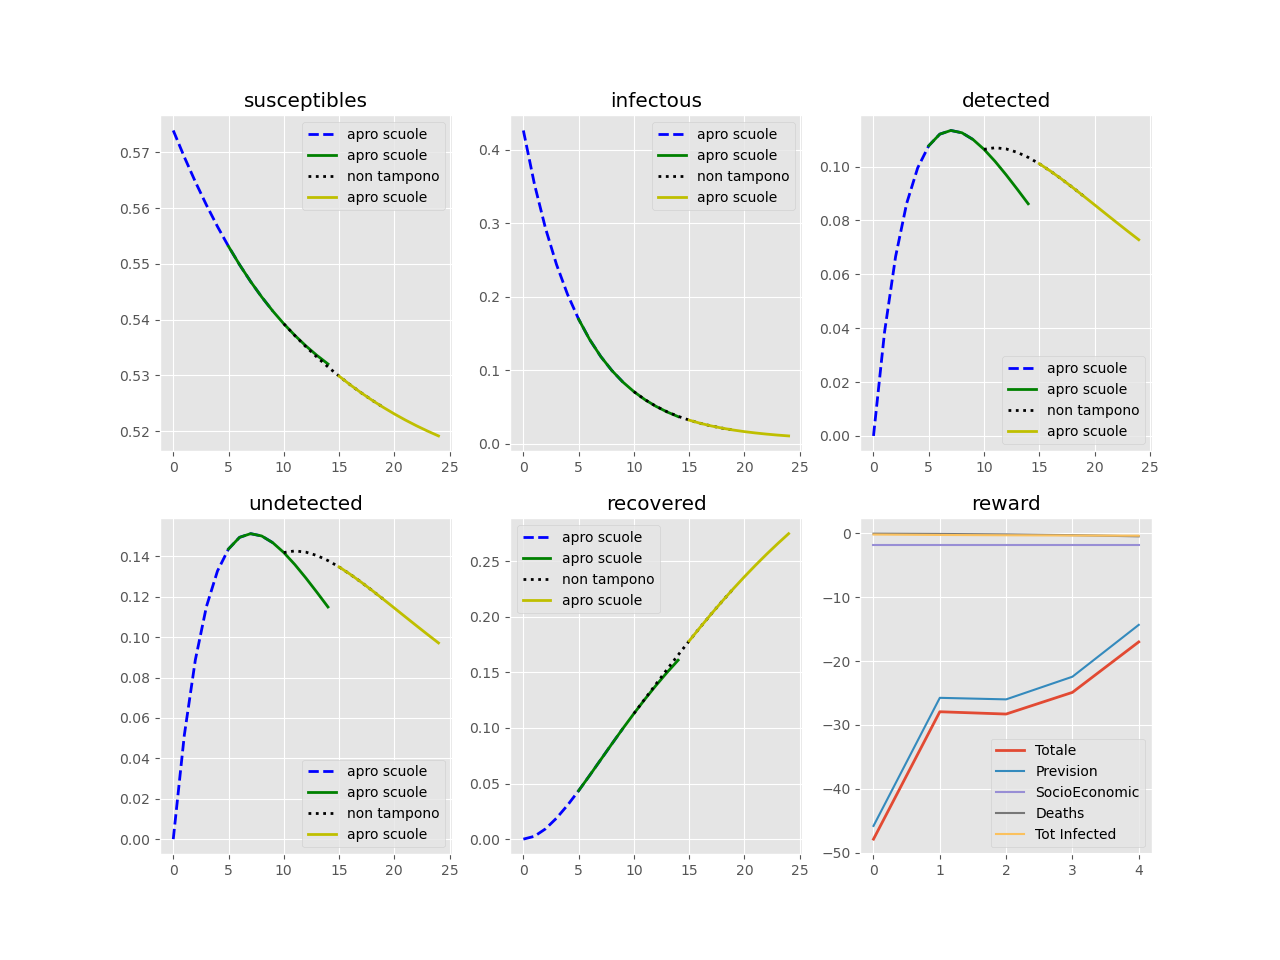 susceptibles
0.57
0.56
0.55
0.54
0.53
0.52
0 5 10 15 20 25
apro scuole
apro scuole
non tampono
apro scuole
infectous
0.4
0.3
0.2
0.1
0.0
0 5 10 15 20 25
apro scuole
apro scuole
non tampono
apro scuole
detected
0.10
0.08
0.06
0.04
0.02
0.00
0 5 10 15 20 25
apro scuole
apro scuole
non tampono
apro scuole
undetected
0.14
0.12
0.10
0.08
0.06
0.04
0.02
0.00
0 5 10 15 20 25
apro scuole
apro scuole
non tampono
apro scuole
recovered
0.25
0.20
0.15
0.10
0.05
0.00
0 5 10 15 20 25
apro scuole
apro scuole
non tampono
apro scuole
reward
0
−10
−20
−30
−40
−50
0 1 2 3 4
Totale
Prevision
SocioEconomic
Deaths
Tot Infected